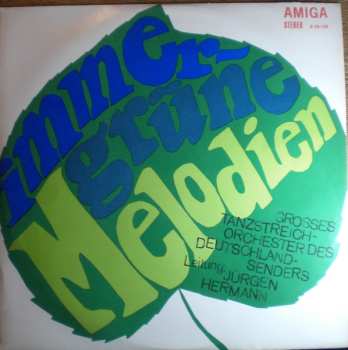 AMIGA
STEREO
immer-
grüne
Melodien
GROSSES
TANZSTREICH-
ORCHESTER DES
DEUTSCHLAND-
SENDERS
Leitung:
JÜRGEN
HERMANN